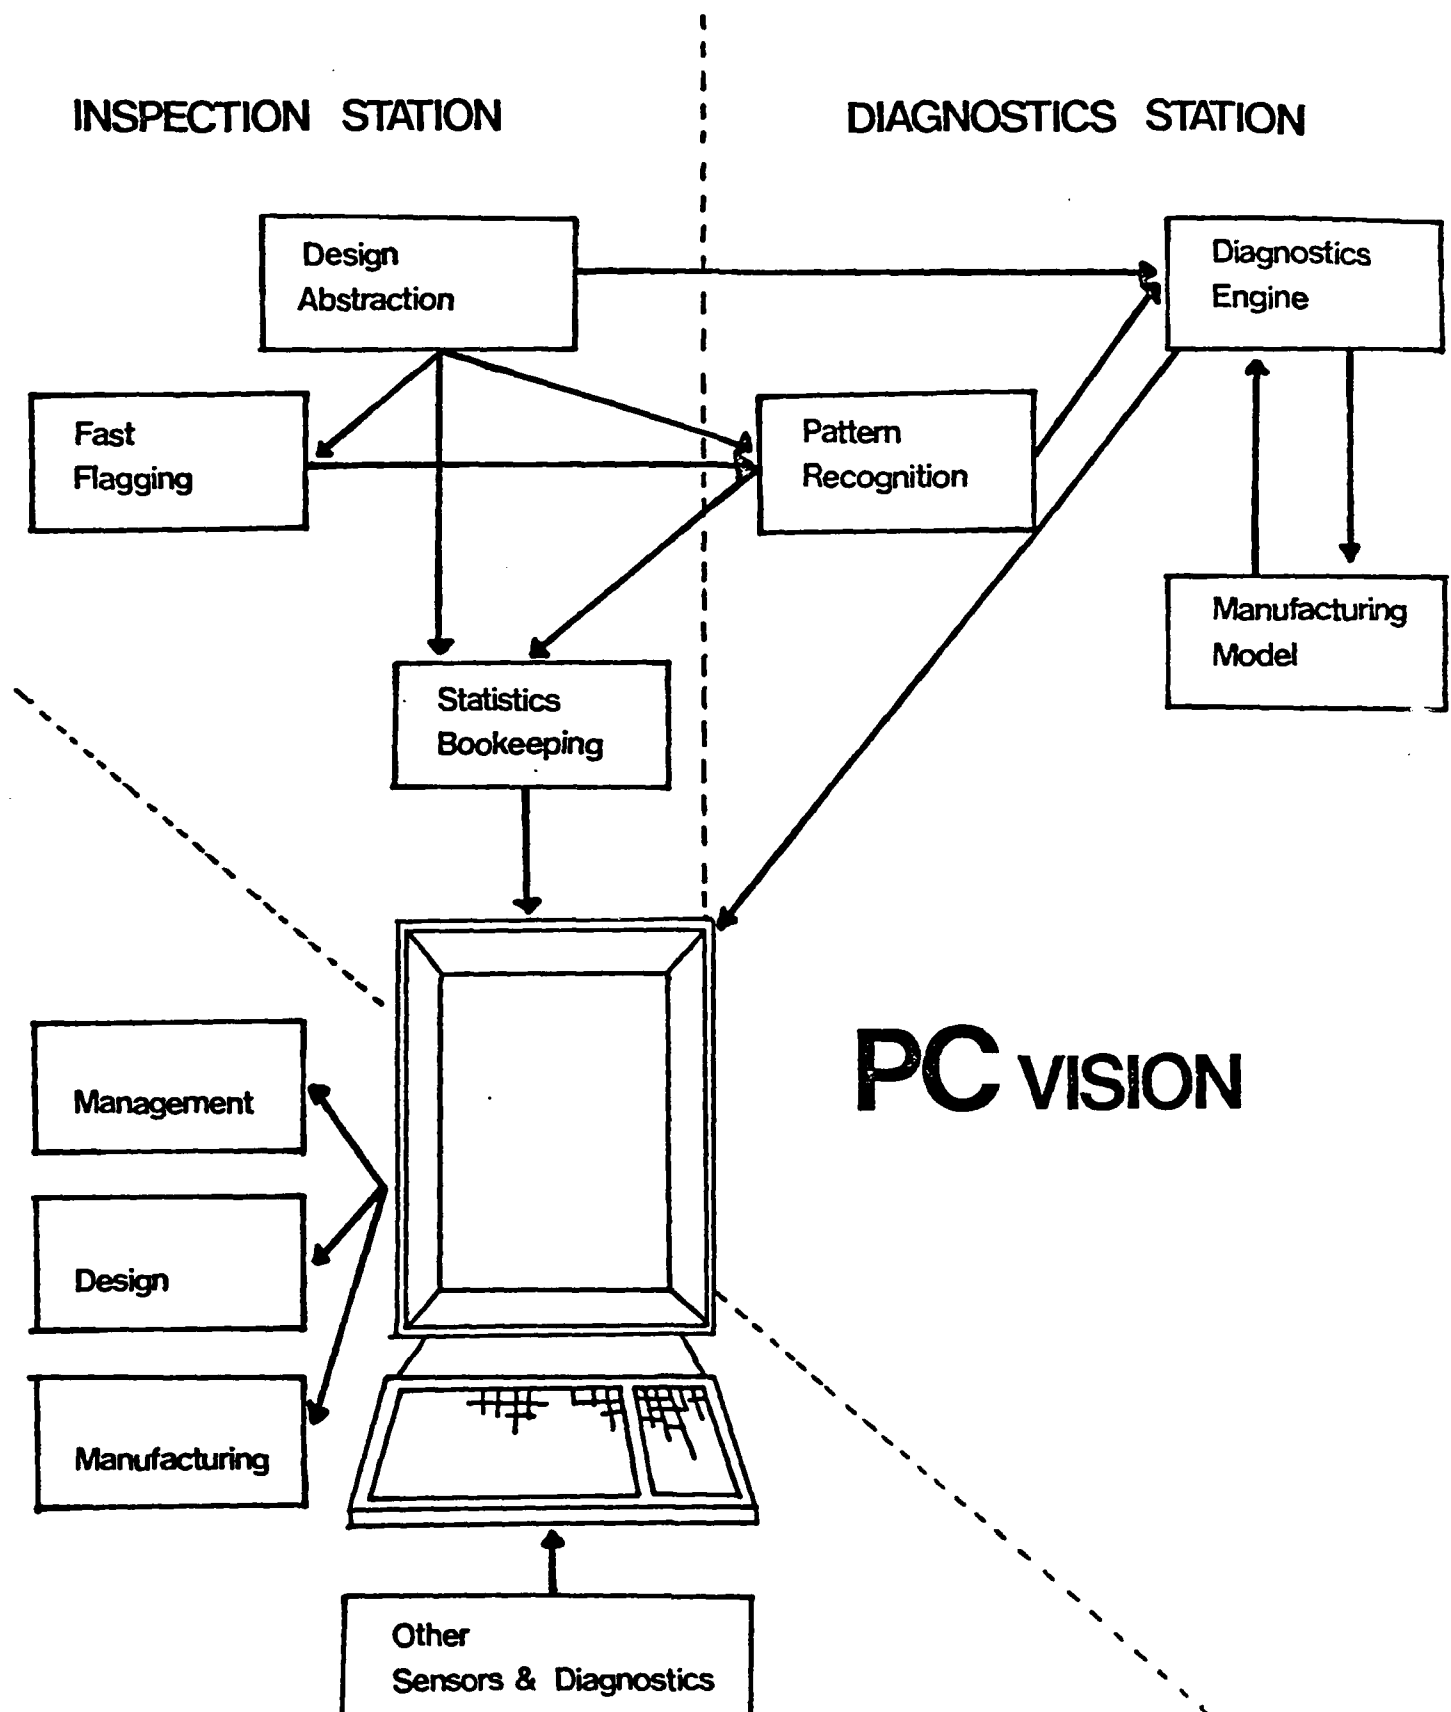 INSPECTION STATION
DIAGNOSTICS STATION
Design
Abstraction
Diagnostics
Engine
Fast
Flagging
Pattern
Recognition
Manufacturing
Model
Statistics
Bookeeping
PC VISION
Management
Design
Manufacturing
Other
Sensors & Diagnostics